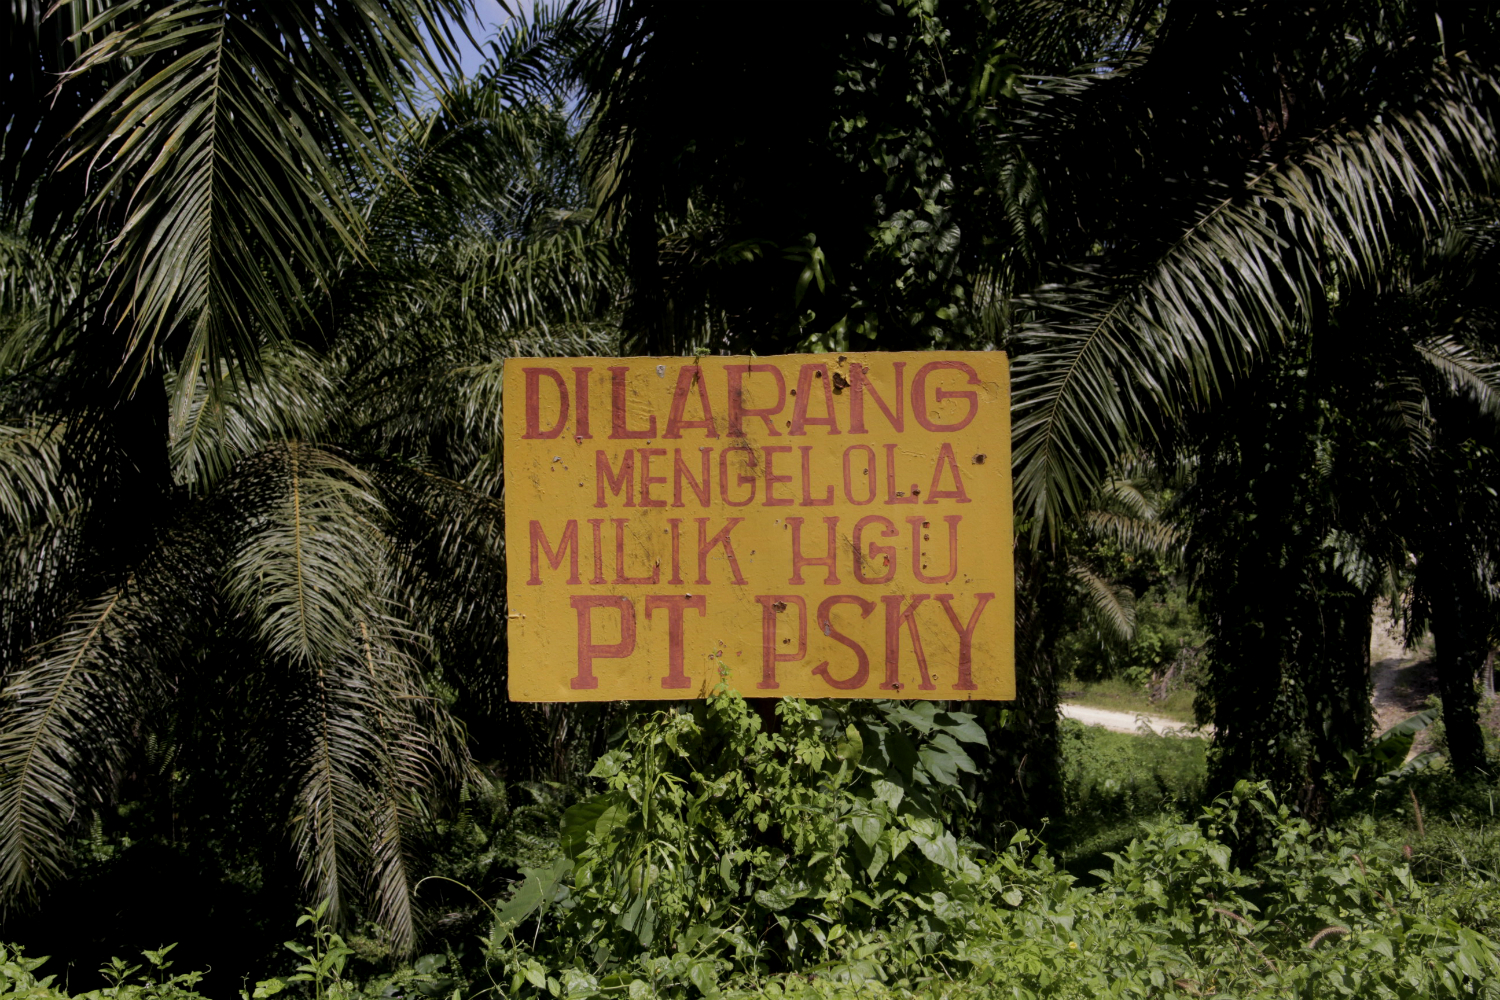 DILARANG
MENGELOLA
MILIK HGU
PT PSKY